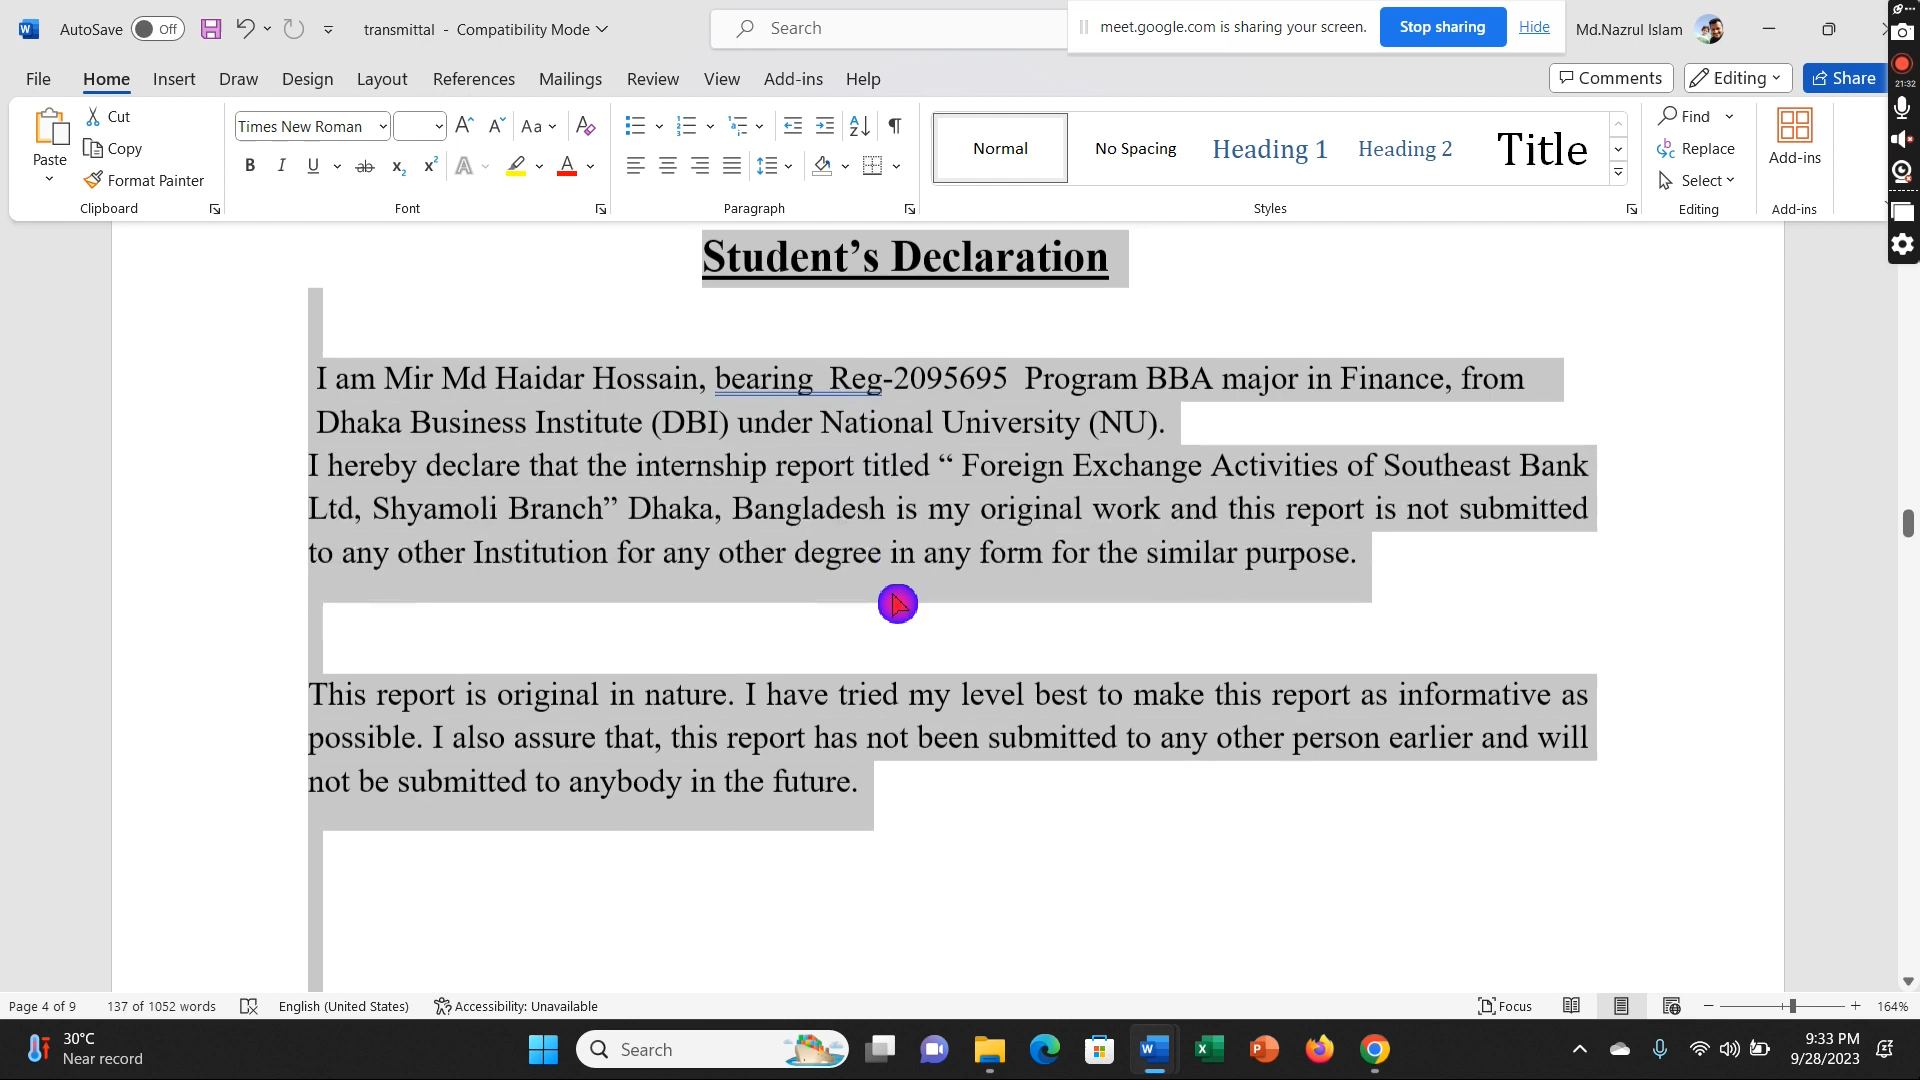 AutoSave Off transmittal - Compatibility Mode Search meet.google.com is sharing your screen. Stop sharing Hide Md.Nazrul Islam
File Home Insert Draw Design Layout References Mailings Review View Add-ins Help Comments Editing Share
21:32
Paste Cut Copy Format Painter
Times New Roman
Normal No Spacing Heading 1 Heading 2 Title
Find Replace Select
Add-ins
Clipboard Font Paragraph Styles Editing Add-ins
Student’s Declaration
I am Mir Md Haidar Hossain, bearing Reg-2095695 Program BBA major in Finance, from
Dhaka Business Institute (DBI) under National University (NU).
I hereby declare that the internship report titled “ Foreign Exchange Activities of Southeast Bank
Ltd, Shyamoli Branch” Dhaka, Bangladesh is my original work and this report is not submitted
to any other Institution for any other degree in any form for the similar purpose.
This report is original in nature. I have tried my level best to make this report as informative as
possible. I also assure that, this report has not been submitted to any other person earlier and will
not be submitted to anybody in the future.
Page 4 of 9 137 of 1052 words English (United States) Accessibility: Unavailable Focus 164%
30°C
Near record
Search
9:33 PM
9/28/2023